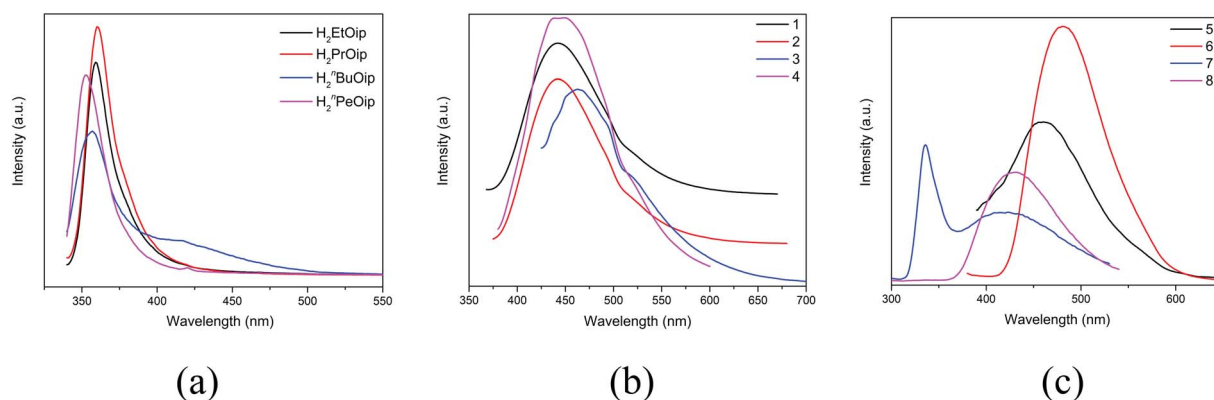 Intensity (a.u.)
H₂EtOip
H₂PrOip
H₂ⁿBuOip
H₂ⁿPeOip
350 400 450 500 550
Wavelength (nm)
(a)
Intensity (a.u.)
1
2
3
4
350 400 450 500 550 600 650 700
Wavelength (nm)
(b)
Intensity (a.u.)
5
6
7
8
300 400 500 600
Wavelength (nm)
(c)